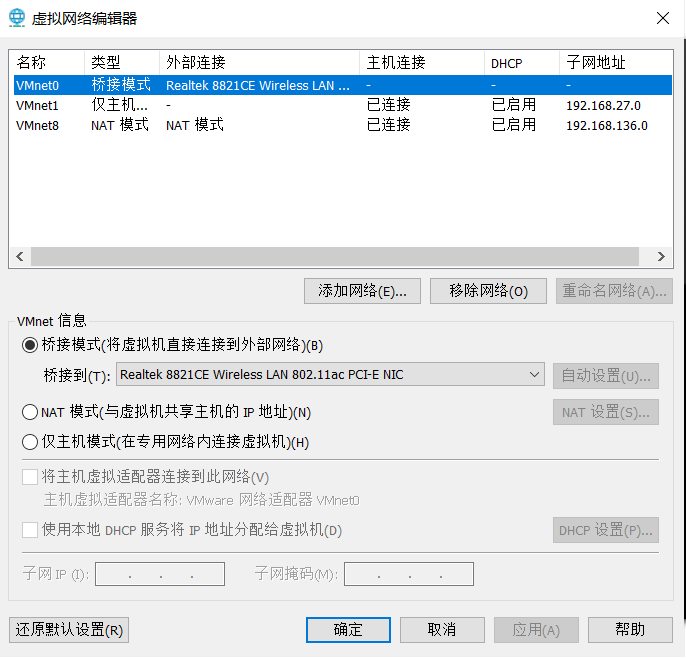 虚拟网络编辑器
名称 类型 外部连接 主机连接 DHCP 子网地址
VMnet0 桥接模式 Realtek 8821CE Wireless LAN ... - - -
VMnet1 仅主机... - 已连接 已启用 192.168.27.0
VMnet8 NAT 模式 NAT 模式 已连接 已启用 192.168.136.0
添加网络(E)... 移除网络(O) 重命名网络(A)...
VMnet 信息
桥接模式(将虚拟机直接连接到外部网络)(B)
桥接到(T): Realtek 8821CE Wireless LAN 802.11ac PCI-E NIC 自动设置(U)...
NAT 模式(与虚拟机共享主机的 IP 地址)(N) NAT 设置(S)...
仅主机模式(在专用网络内连接虚拟机)(H)
将主机虚拟适配器连接到此网络(V)
主机虚拟适配器名称: VMware 网络适配器 VMnet0
使用本地 DHCP 服务将 IP 地址分配给虚拟机(D) DHCP 设置(P)...
子网 IP (I): . . . 子网掩码(M): . . .
还原默认设置(R) 确定 取消 应用(A) 帮助